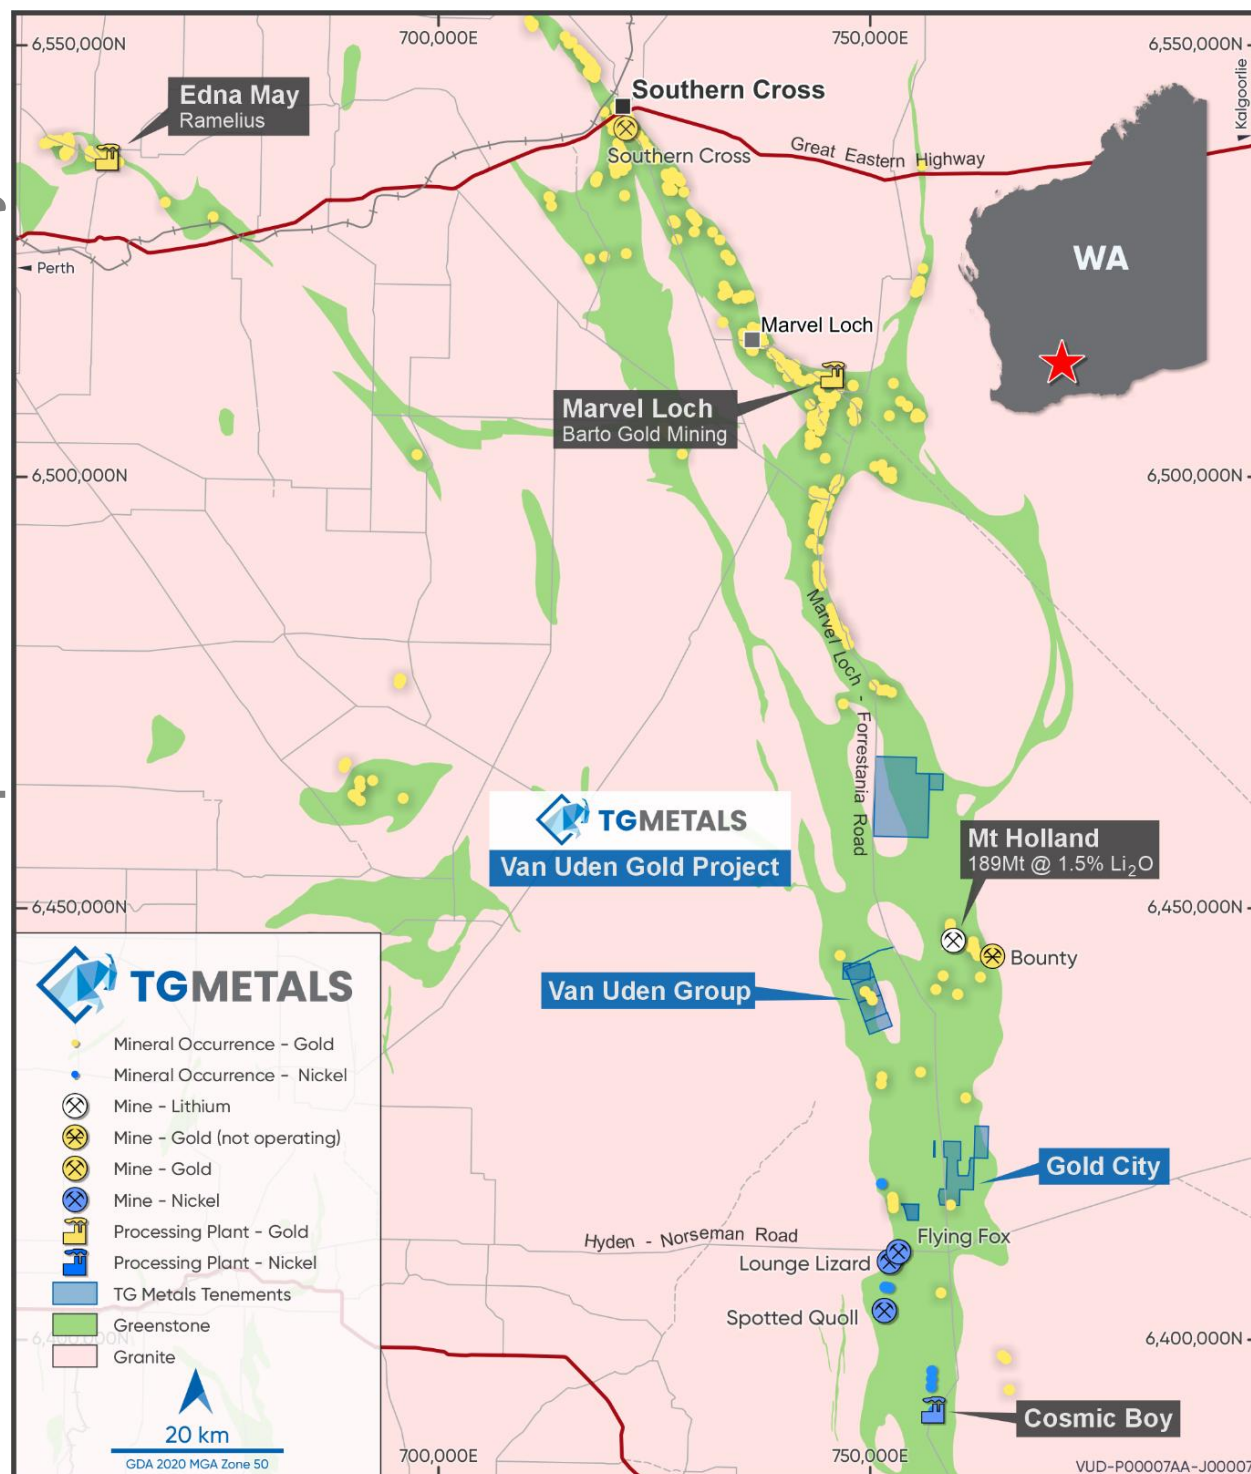 700,000E
750,000E
6,550,000N
6,550,000N
Kalgoorlie
Edna May
Ramelius
Southern Cross
Southern Cross
Great Eastern Highway
WA
Perth
Marvel Loch
Marvel Loch
Barto Gold Mining
6,500,000N
6,500,000N
Marvel Loch - Forrestania Road
TGMETALS
Van Uden Gold Project
Mt Holland
189Mt @ 1.5% Li₂O
6,450,000N
6,450,000N
Bounty
Van Uden Group
Gold City
Flying Fox
Hyden - Norseman Road
Lounge Lizard
Spotted Quoll
6,400,000N
Cosmic Boy
TGMETALS
Mineral Occurrence - Gold
Mineral Occurrence - Nickel
Mine - Lithium
Mine - Gold (not operating)
Mine - Gold
Mine - Nickel
Processing Plant - Gold
Processing Plant - Nickel
TG Metals Tenements
Greenstone
6,400,000N
Granite
20 km
GDA 2020 MGA Zone 50
700,000E
750,000E
VUD-P00007AA-J00007